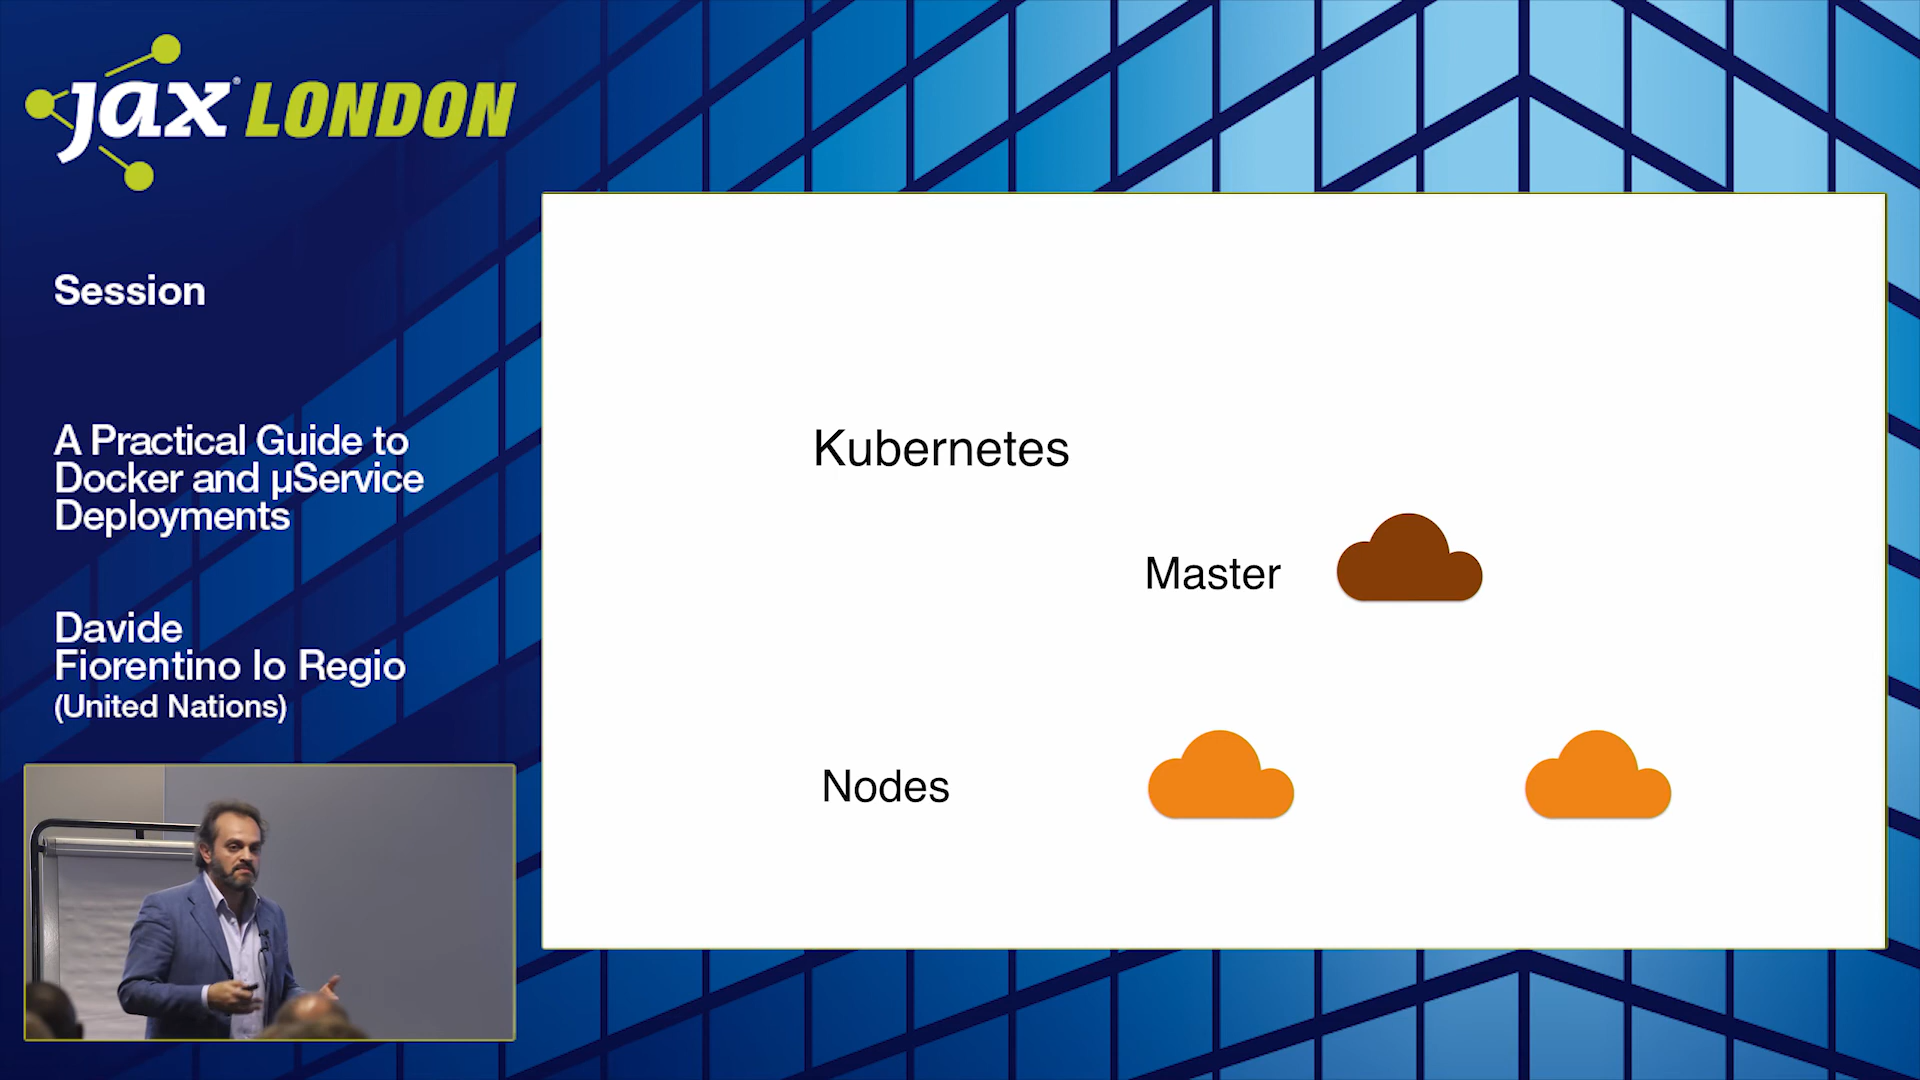 jax LONDON
Session
A Practical Guide to
Docker and µService
Deployments
Davide
Fiorentino lo Regio
(United Nations)
Kubernetes
Master
Nodes